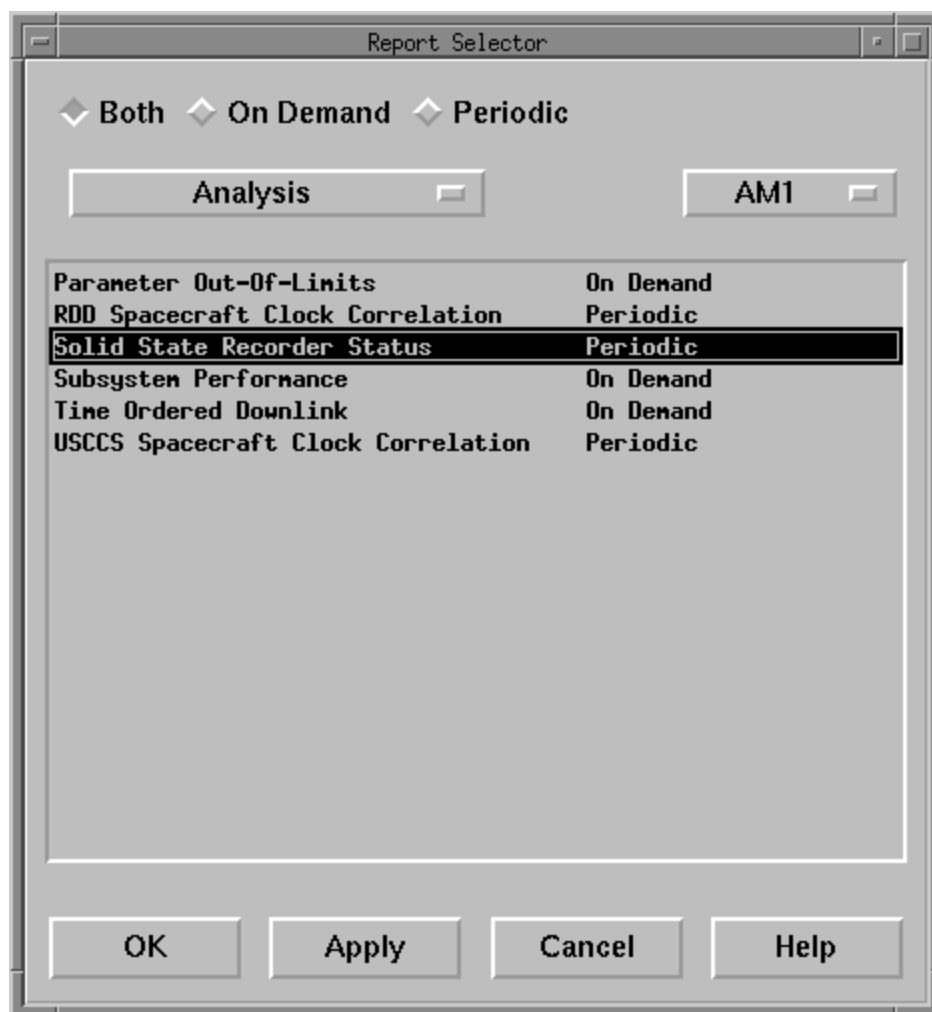 Report Selector
Both On Demand Periodic
Analysis AM1
Parameter Out-Of-Limits On Demand
RDD Spacecraft Clock Correlation Periodic
Solid State Recorder Status Periodic
Subsystem Performance On Demand
Time Ordered Downlink On Demand
USCCS Spacecraft Clock Correlation Periodic
OK Apply Cancel Help